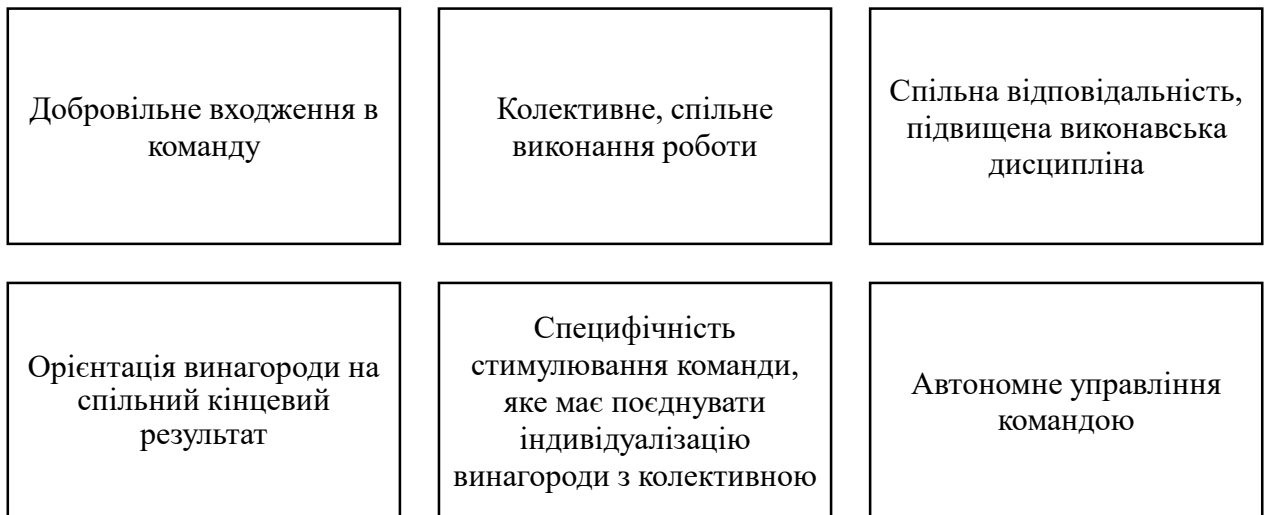 Добровільне входження в
команду
Колективне, спільне
виконання роботи
Спільна відповідальність,
підвищена виконавська
дисципліна
Орієнтація винагороди на
спільний кінцевий
результат
Специфічність
стимулювання команди,
яке має поєднувати
індивідуалізацію
винагороди з колективною
Автономне управління
командою